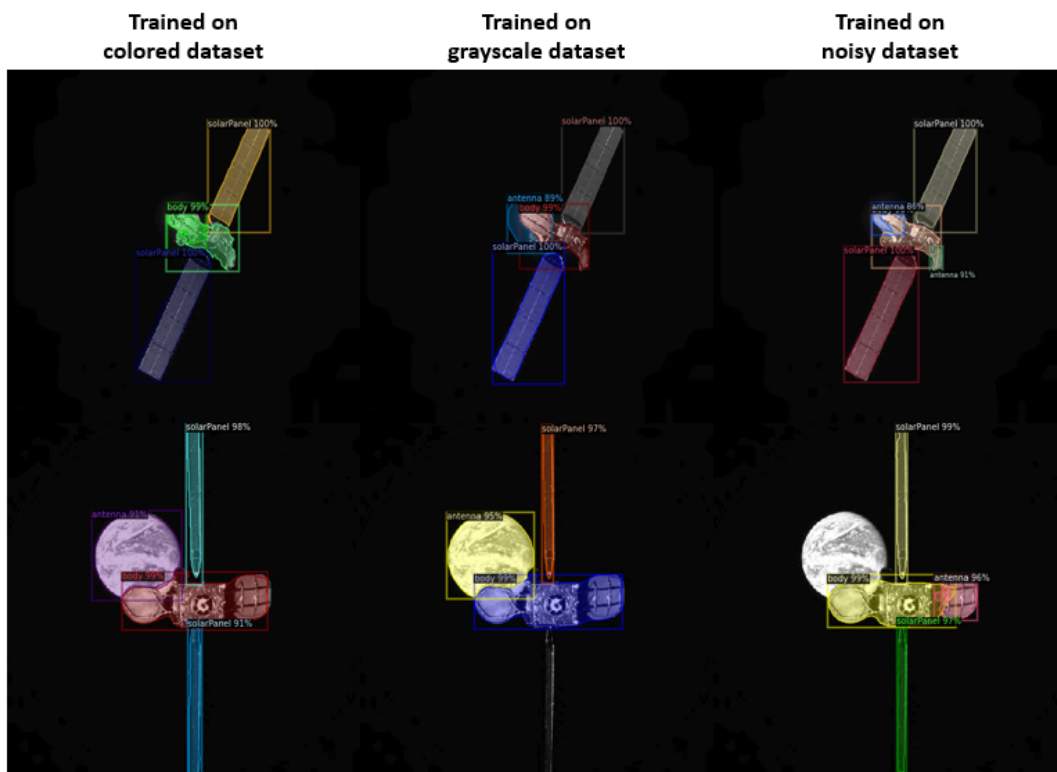 Trained on
colored dataset
Trained on
grayscale dataset
Trained on
noisy dataset
solarPanel 100%
body 99%
solarPanel 100%
solarPanel 100%
antenna 89%
body 99%
solarPanel 100%
solarPanel 100%
antenna 86%
solarPanel 100%
antenna 91%
solarPanel 98%
antenna 91%
body 99%
solarPanel 91%
solarPanel 97%
antenna 95%
body 99%
solarPanel 99%
body 99%
antenna 96%
solarPanel 97%